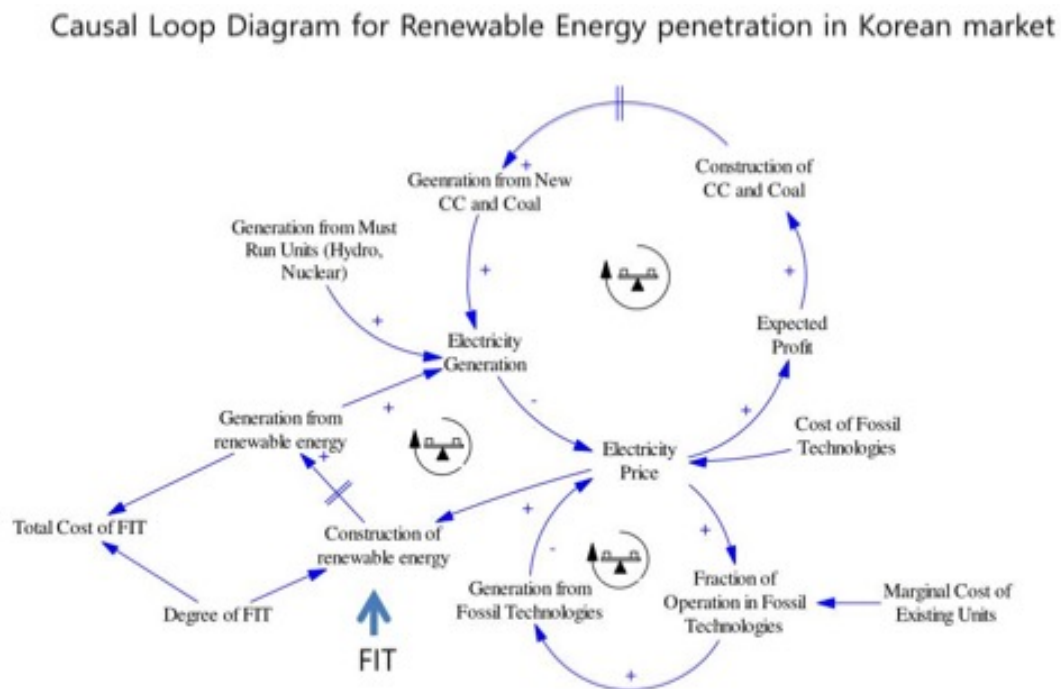 Causal Loop Diagram for Renewable Energy penetration in Korean market
+
Geenration from New
CC and Coal
Construction of
CC and Coal
Generation from Must
Run Units (Hydro,
Nuclear)
+
+
+
Electricity
Generation
Expected
Profit
-
+
+
Generation from
renewable energy
Cost of Fossil
Technologies
Electricity
Price
+
+
+
-
Total Cost of FIT
Construction of
renewable energy
Generation from
Fossil Technologies
Fraction of
Operation in Fossil
Technologies
Marginal Cost of
Existing Units
Degree of FIT
FIT
+